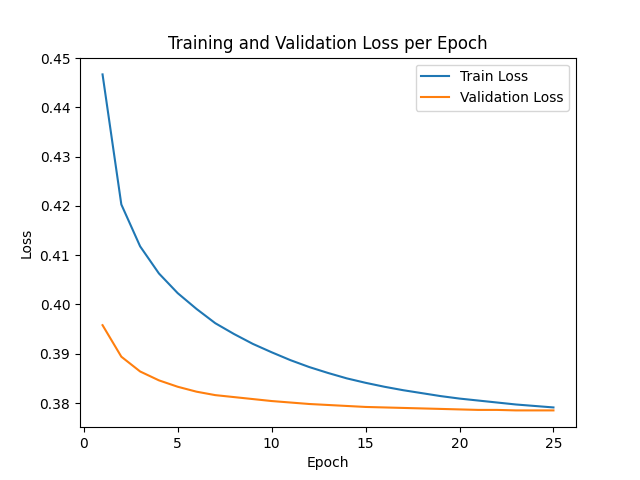 Training and Validation Loss per Epoch
Train Loss
Validation Loss
Loss
0.45
0.44
0.43
0.42
0.41
0.40
0.39
0.38
0 5 10 15 20 25
Epoch